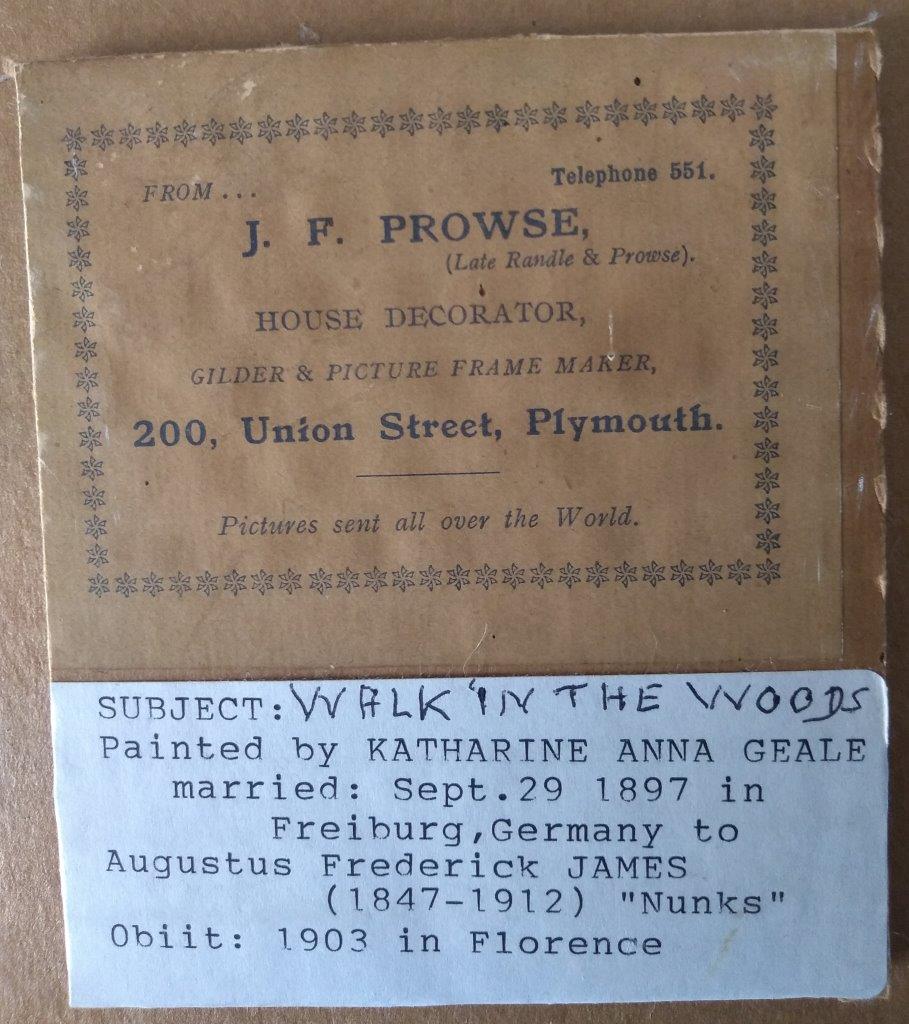 Telephone 551.
FROM . . .
J. F. PROWSE,
(Late Randle & Prowse).
HOUSE DECORATOR,
GILDER & PICTURE FRAME MAKER,
200, Union Street, Plymouth.
Pictures sent all over the World.
SUBJECT: WALK IN THE WOODS
Painted by KATHARINE ANNA GEALE
married: Sept.29 1897 in
Freiburg,Germany to
Augustus Frederick JAMES
(1847-1912) "Nunks"
Obiit: 1903 in Florence